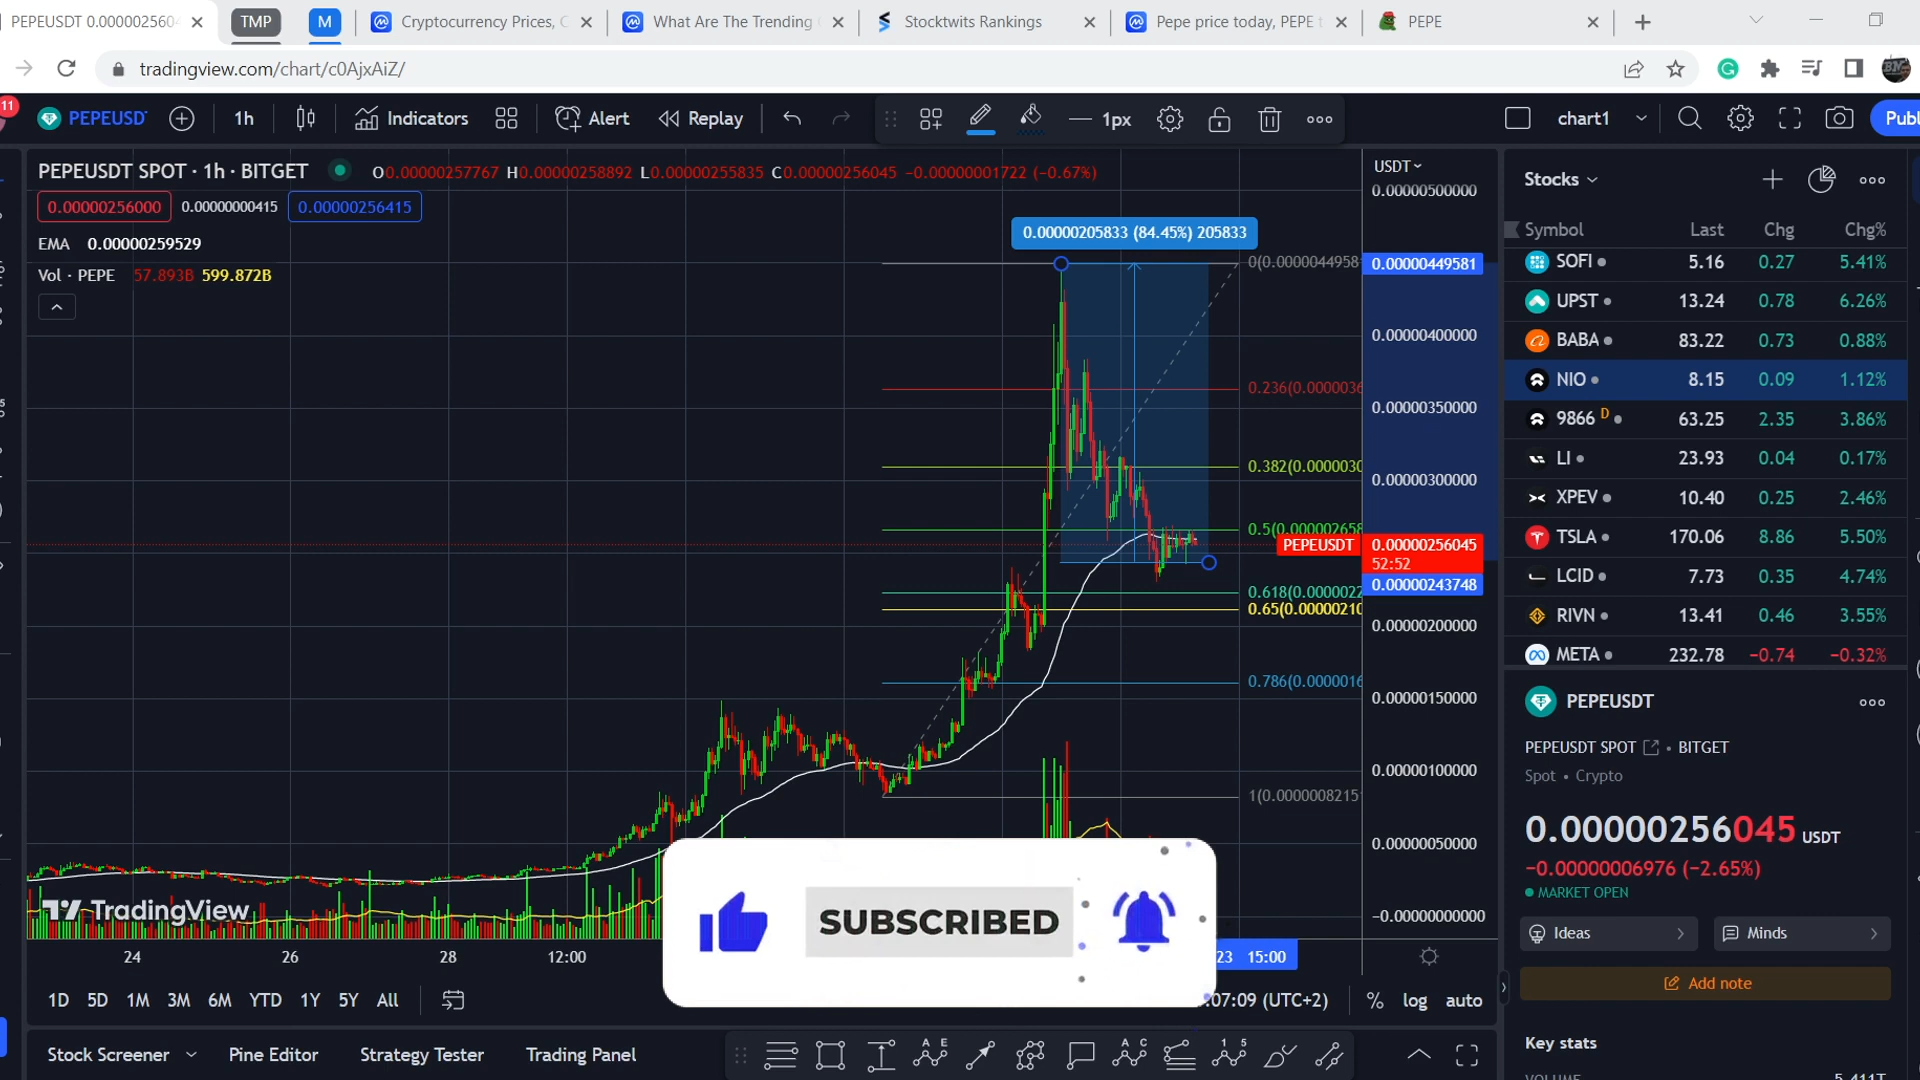 PEPEUSDT 0.0000025604
TMP
M
Cryptocurrency Prices, C
What Are The Trending
Stocktwits Rankings
Pepe price today, PEPE t
PEPE
tradingview.com/chart/c0AjxAiZ/
11
PEPEUSDT
1h
Indicators
Alert
Replay
1px
chart1
Publ
PEPEUSDT SPOT · 1h · BITGET
O0.00000257767 H0.00000258892 L0.00000255835 C0.00000256045 −0.00000001722 (−0.67%)
0.00000256000
0.00000000415
0.00000256415
EMA 0.00000259529
Vol · PEPE 57.893B 599.872B
0.00000205833 (84.45%) 205833
0(0.00000449581
0.236(0.0000036
0.382(0.0000030
0.5(0.00000265
0.618(0.0000022
0.65(0.0000021
0.786(0.0000016
1(0.0000008215
USDT
0.00000500000
0.00000449581
0.00000400000
0.00000350000
0.00000300000
PEPEUSDT
0.00000256045
52:52
0.00000243748
0.00000200000
0.00000150000
0.00000100000
0.00000050000
−0.00000000000
TradingView
SUBSCRIBED
24
26
28
12:00
23 15:00
1D
5D
1M
3M
6M
YTD
1Y
5Y
All
:07:09 (UTC+2)
%
log
auto
Stock Screener
Pine Editor
Strategy Tester
Trading Panel
Stocks
Symbol Last Chg Chg%
SOFI 5.16 0.27 5.41%
UPST 13.24 0.78 6.26%
BABA 83.22 0.73 0.88%
NIO 8.15 0.09 1.12%
9866 D 63.25 2.35 3.86%
LI 23.93 0.04 0.17%
XPEV 10.40 0.25 2.46%
TSLA 170.06 8.86 5.50%
LCID 7.73 0.35 4.74%
RIVN 13.41 0.46 3.55%
META 232.78 −0.74 −0.32%
PEPEUSDT
PEPEUSDT SPOT • BITGET
Spot • Crypto
0.00000256045 USDT
−0.00000006976 (−2.65%)
MARKET OPEN
Ideas
Minds
Add note
Key stats